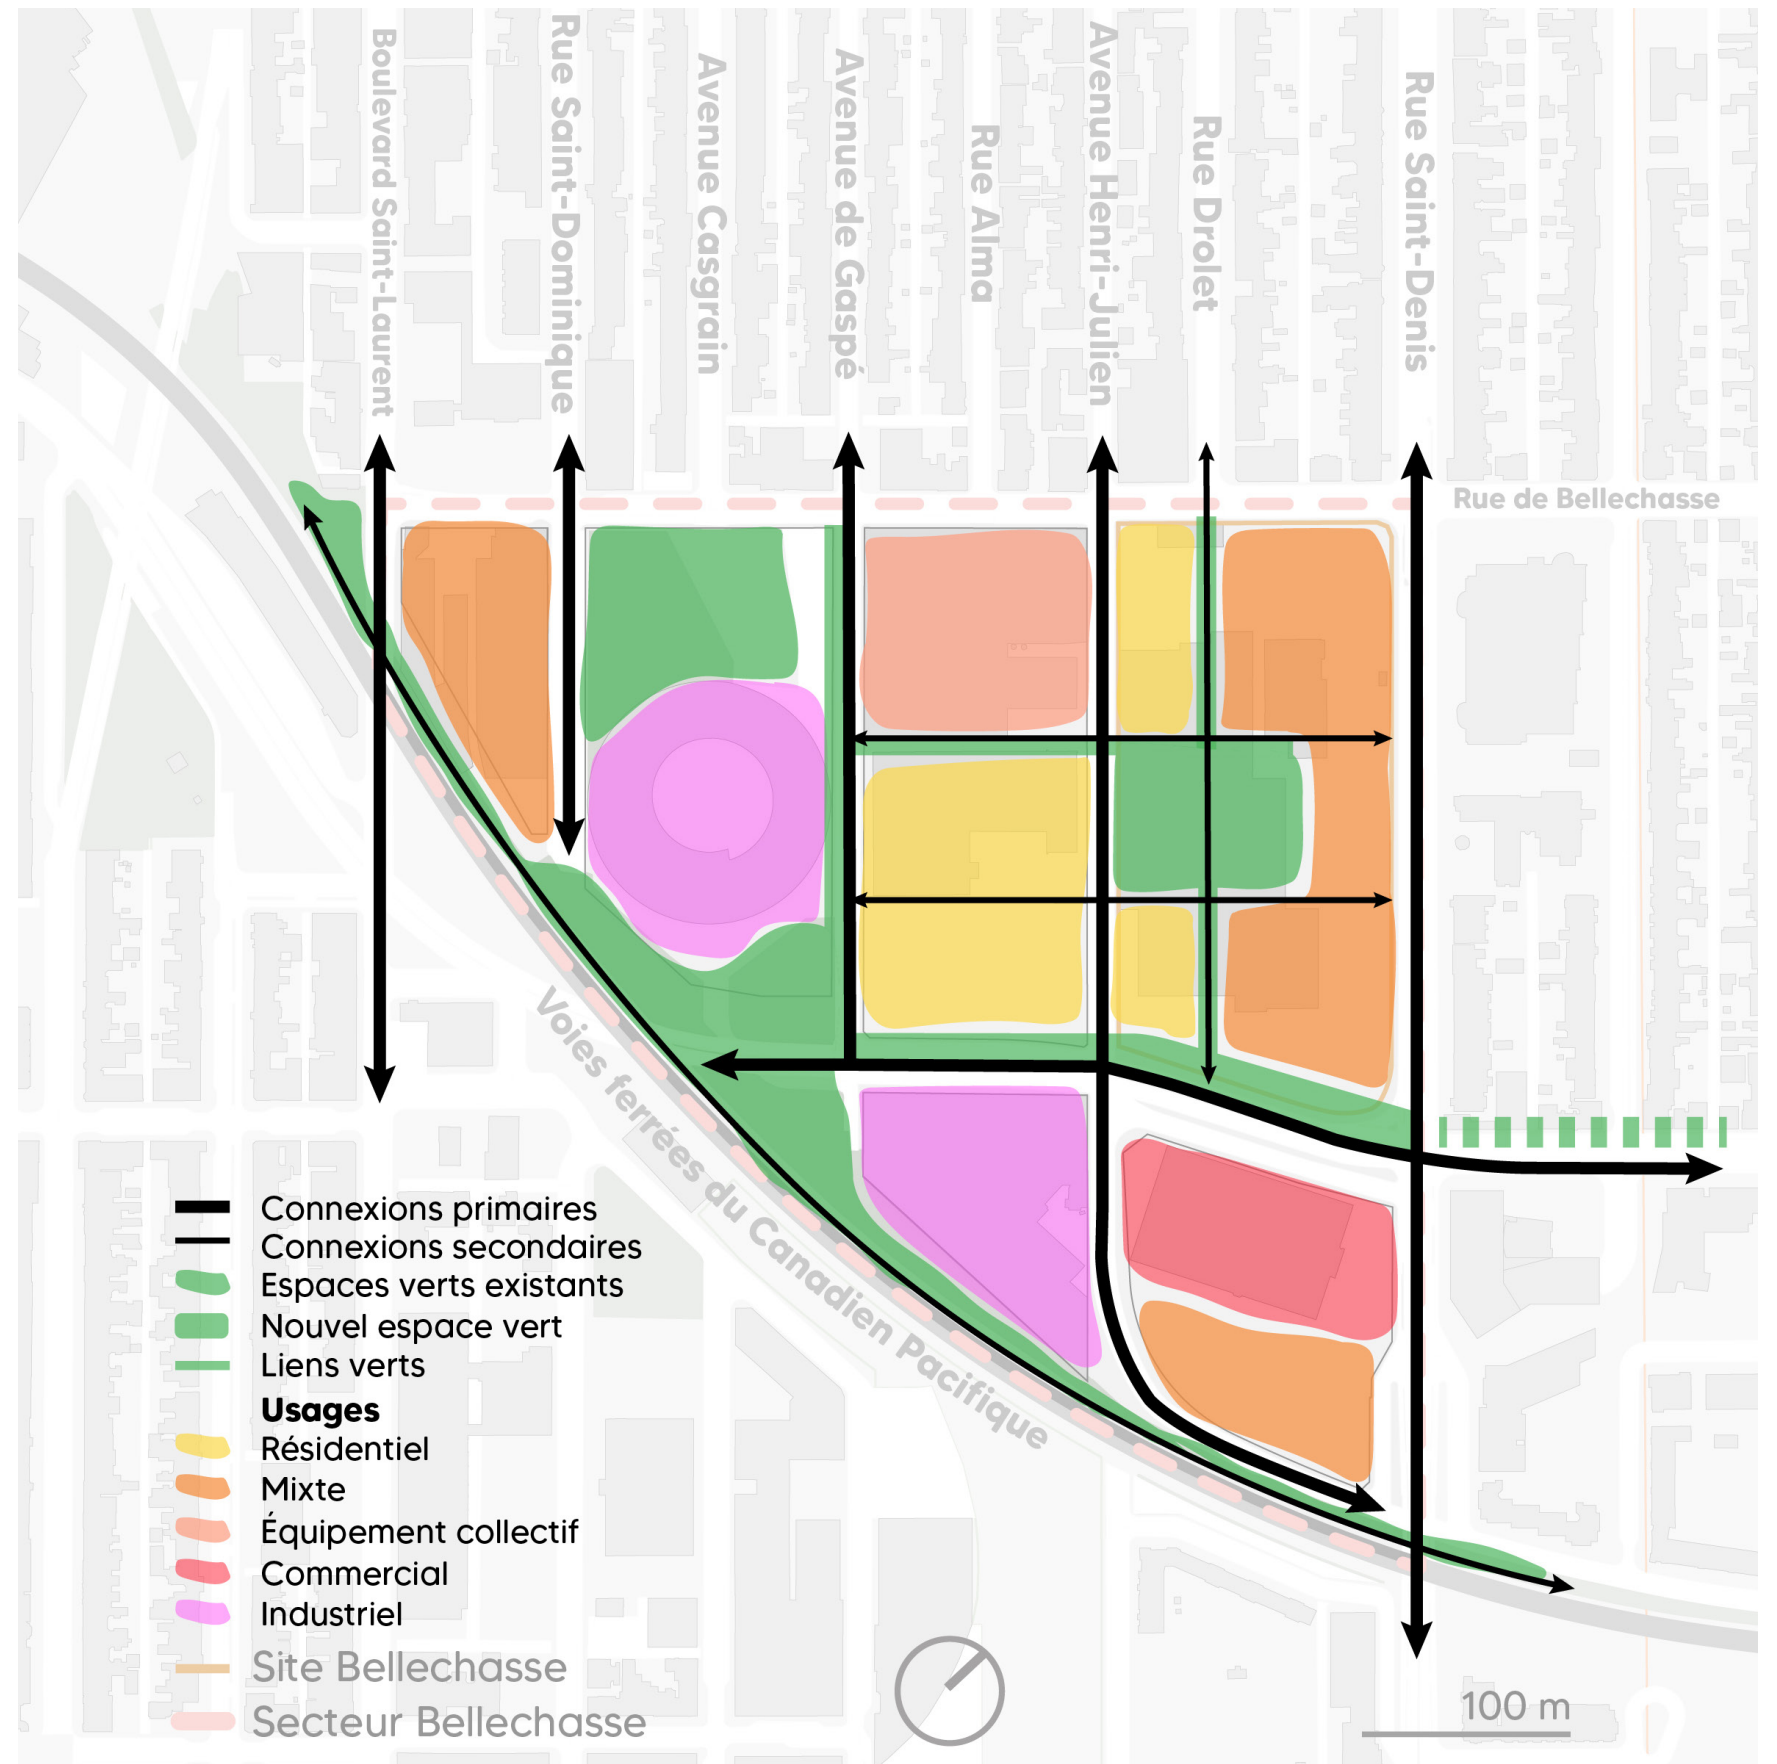 Boulevard Saint-Laurent
Rue Saint-Dominique
Avenue Casgrain
Avenue de Gaspé
Rue Alma
Avenue Henri-Julien
Rue Drolet
Rue Saint-Denis
Rue de Bellechasse
Voies ferrées du Canadien Pacifique
Connexions primaires
Connexions secondaires
Espaces verts existants
Nouvel espace vert
Liens verts
Usages
Résidentiel
Mixte
Équipement collectif
Commercial
Industriel
Site Bellechasse
Secteur Bellechasse
100 m